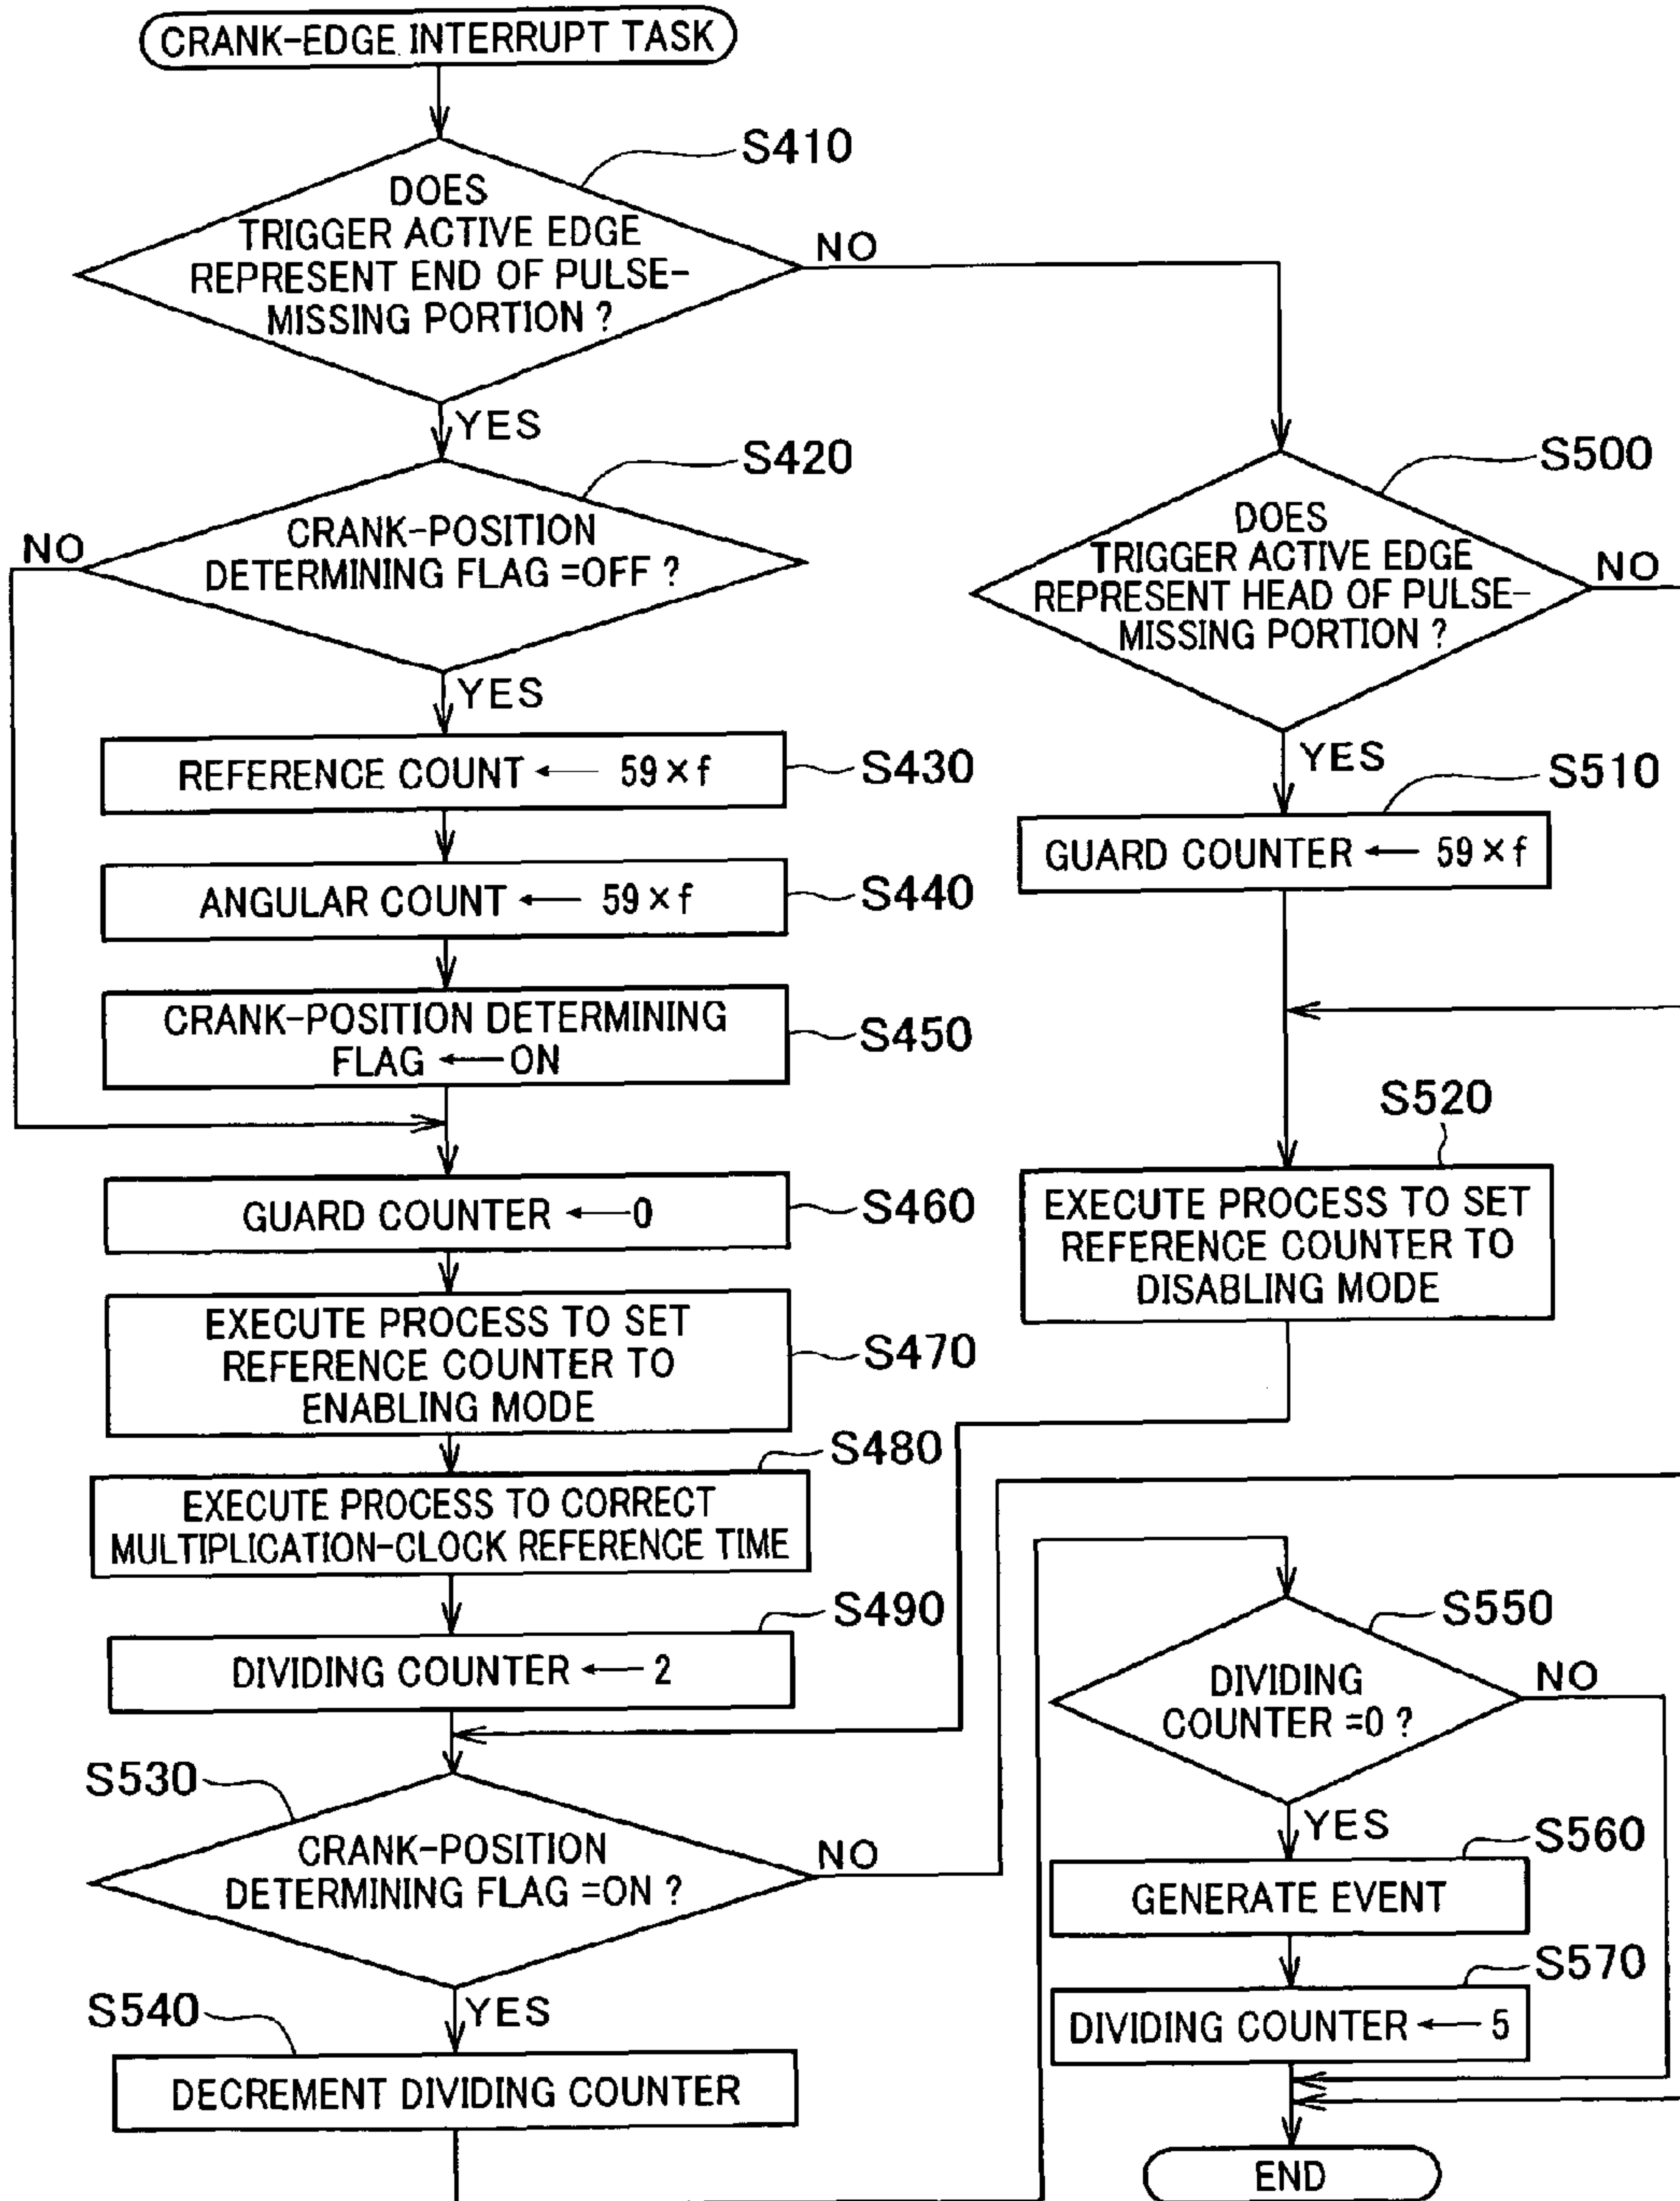 CRANK-EDGE INTERRUPT TASK
S410
DOES
TRIGGER ACTIVE EDGE
REPRESENT END OF PULSE-
MISSING PORTION ?
NO
YES
S420
CRANK-POSITION
DETERMINING FLAG =OFF ?
NO
YES
REFERENCE COUNT ← 59 × f
S430
ANGULAR COUNT ← 59 × f
S440
CRANK-POSITION DETERMINING
FLAG ← ON
S450
GUARD COUNTER ← 0
S460
EXECUTE PROCESS TO SET
REFERENCE COUNTER TO
ENABLING MODE
S470
S480
EXECUTE PROCESS TO CORRECT
MULTIPLICATION-CLOCK REFERENCE TIME
S490
DIVIDING COUNTER ← 2
S500
DOES
TRIGGER ACTIVE EDGE
REPRESENT HEAD OF PULSE-
MISSING PORTION ?
NO
YES
S510
GUARD COUNTER ← 59 × f
S520
EXECUTE PROCESS TO SET
REFERENCE COUNTER TO
DISABLING MODE
S530
CRANK-POSITION
DETERMINING FLAG =ON ?
NO
YES
S540
DECREMENT DIVIDING COUNTER
S550
DIVIDING
COUNTER =0 ?
NO
YES
S560
GENERATE EVENT
S570
DIVIDING COUNTER ← 5
END